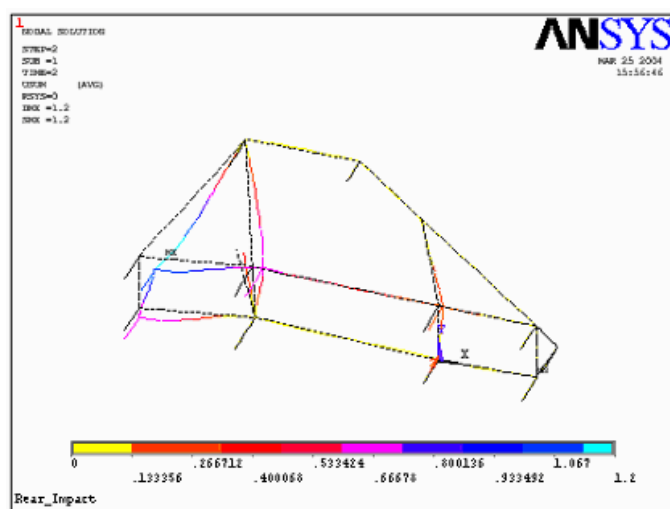 1
NODAL SOLUTION
STEP=2
SUB =1
TIME=2
USUM (AVG)
RSYS=0
DMX =1.2
SMX =1.2
ANSYS
MAR 25 2004
15:56:46
MX
X
0 .266712 .533424 .800136 1.067
.133356 .400068 .66678 .933492 1.2
Rear_Impact